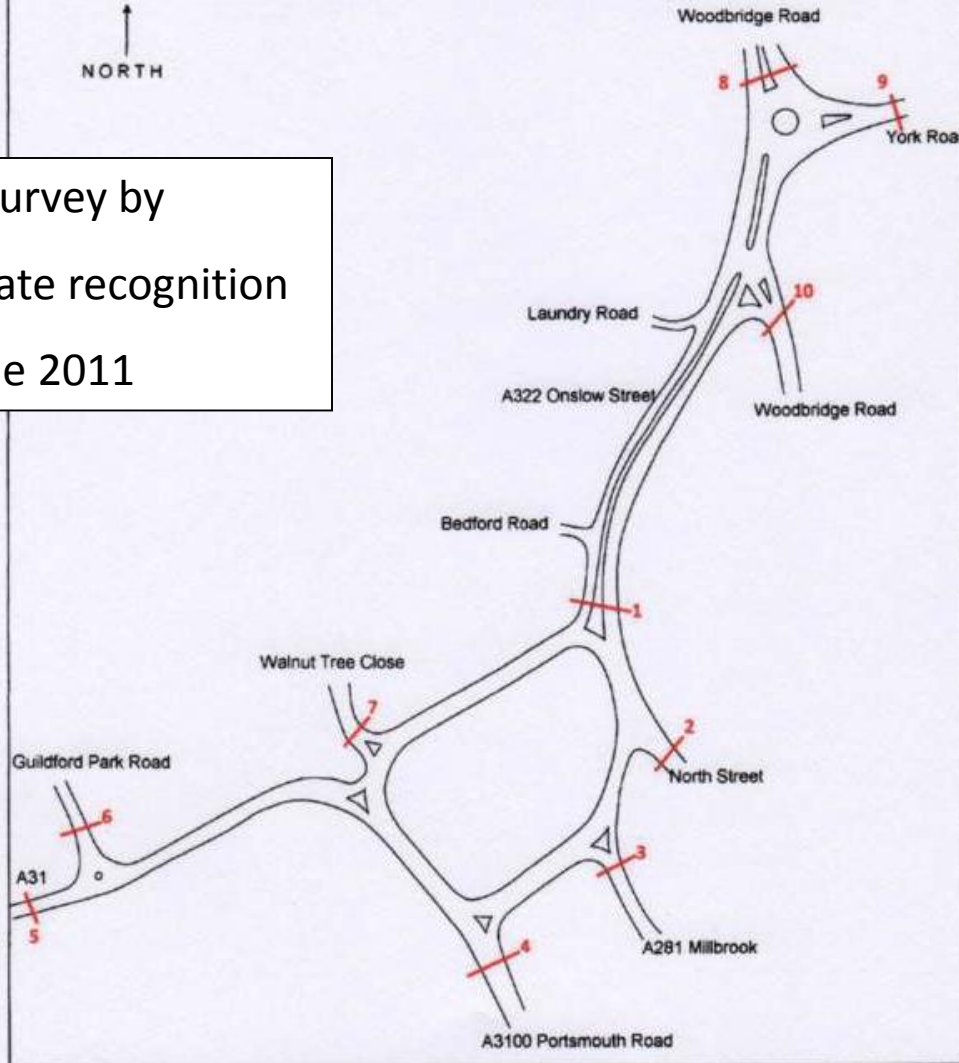 Woodbridge Road
NORTH
8
9
York Roa
urvey by
ate recognition
e 2011
10
Laundry Road
A322 Onslow Street
Woodbridge Road
Bedford Road
1
Walnut Tree Close
7
2
North Street
Guildford Park Road
6
3
A31
5
A281 Millbrook
4
A3100 Portsmouth Road